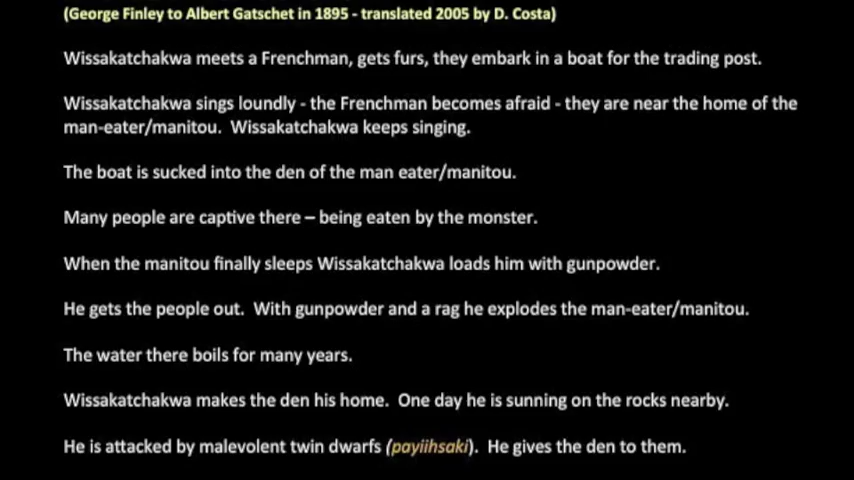 (George Finley to Albert Gatschet in 1895 - translated 2005 by D. Costa)
Wissakatchakwa meets a Frenchman, gets furs, they embark in a boat for the trading post.
Wissakatchakwa sings loundly - the Frenchman becomes afraid - they are near the home of the
man-eater/manitou.  Wissakatchakwa keeps singing.
The boat is sucked into the den of the man eater/manitou.
Many people are captive there – being eaten by the monster.
When the manitou finally sleeps Wissakatchakwa loads him with gunpowder.
He gets the people out.  With gunpowder and a rag he explodes the man-eater/manitou.
The water there boils for many years.
Wissakatchakwa makes the den his home.  One day he is sunning on the rocks nearby.
He is attacked by malevolent twin dwarfs (payiihsaki).  He gives the den to them.